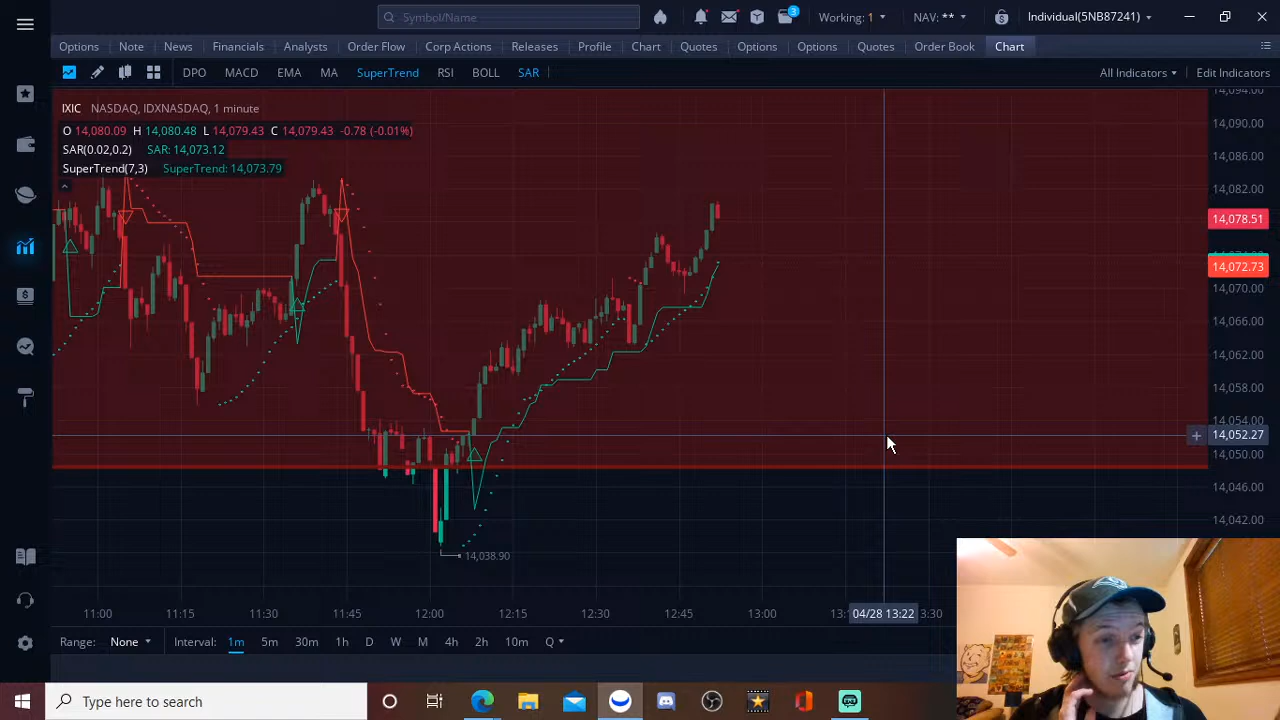 Symbol/Name
3
Working: 1
NAV: **
Individual(5NB87241)
Options Note News Financials Analysts Order Flow Corp Actions Releases Profile Chart Quotes Options Options Quotes Order Book Chart
DPO MACD EMA MA SuperTrend RSI BOLL SAR
All Indicators Edit Indicators
IXIC NASDAQ, IDXNASDAQ, 1 minute
O 14,080.09 H 14,080.48 L 14,079.43 C 14,079.43 -0.78 (-0.01%)
SAR(0.02,0.2) SAR: 14,073.12
SuperTrend(7,3) SuperTrend: 14,073.79
14,094.00
14,090.00
14,086.00
14,082.00
14,078.51
14,072.73
14,070.00
14,066.00
14,062.00
14,058.00
14,054.00
14,052.27
14,050.00
14,046.00
14,042.00
14,038.90
11:00 11:15 11:30 11:45 12:00 12:15 12:30 12:45 13:00 04/28 13:22
Range: None Interval: 1m 5m 30m 1h D W M 4h 2h 10m Q
Type here to search